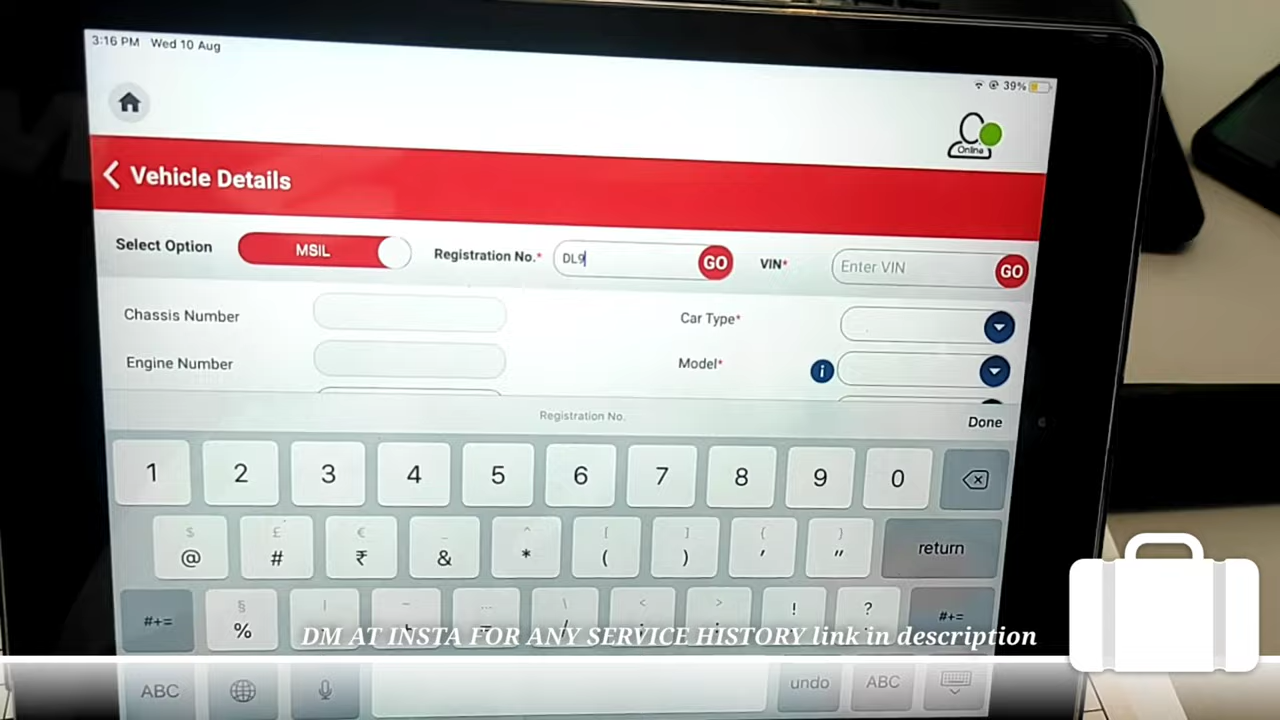 3:16 PM Wed 10 Aug
39%
Online
Vehicle Details
Select Option MSIL Registration No.* DL9 GO VIN* Enter VIN GO
Chassis Number Car Type*
Engine Number Model* i
Registration No. Done
1 2 3 4 5 6 7 8 9 0
$ £ € _ ^ [ ] { }
@ # ₹ & * ( ) ' " return
§ | ~ … \ < > ! ?
#+= % #+=
DM AT INSTA FOR ANY SERVICE HISTORY link in description
ABC undo ABC